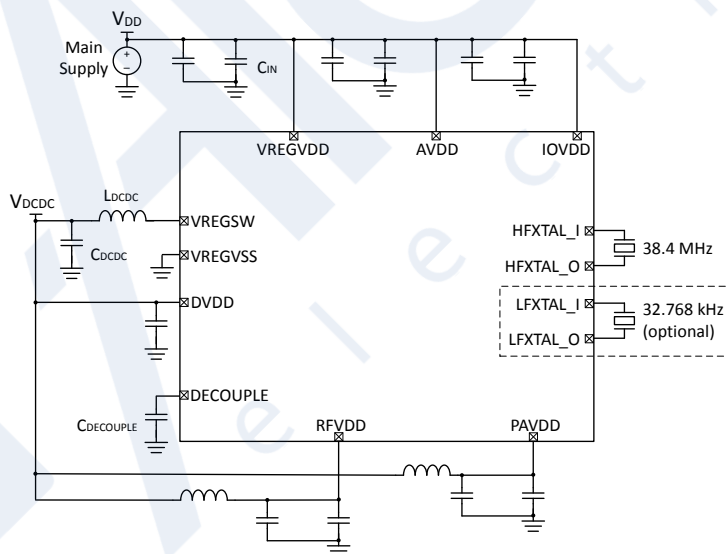 VDD
Main
Supply
+
−
CIN
VREGVDD
AVDD
IOVDD
VDCDC
LDCDC
VREGSW
HFXTAL_I
38.4 MHz
CDCDC
VREGVSS
HFXTAL_O
DVDD
LFXTAL_I
32.768 kHz
(optional)
LFXTAL_O
DECOUPLE
CDECOUPLE
RFVDD
PAVDD
e l e c t